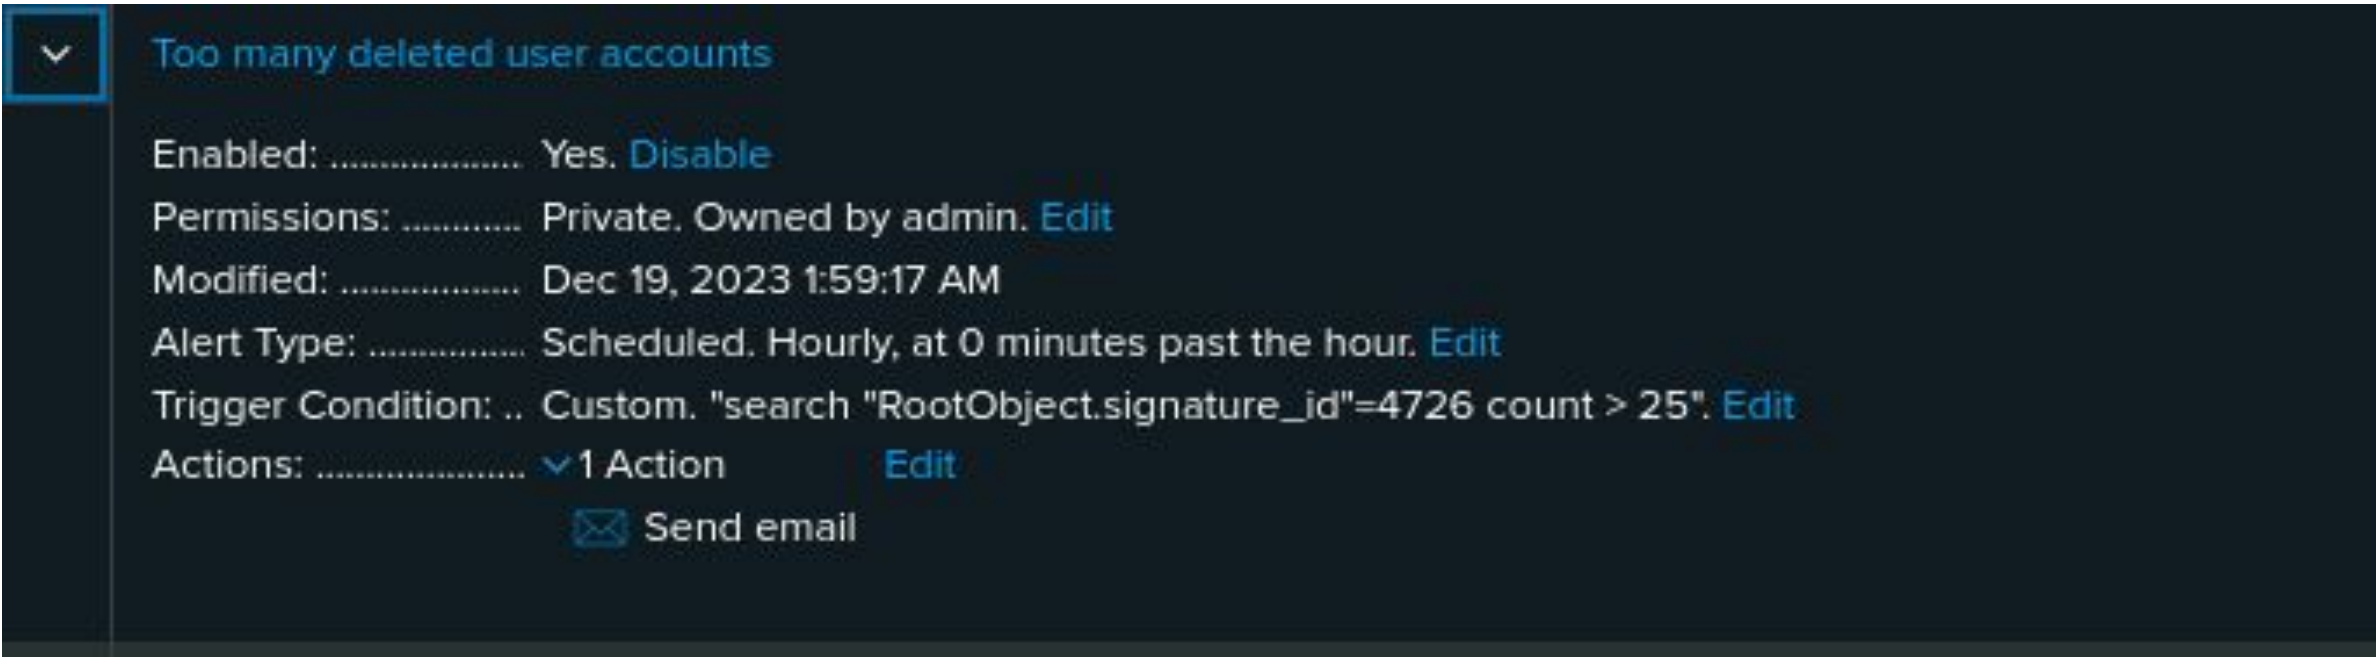 Too many deleted user accounts
Enabled: ................... Yes. Disable
Permissions: ............ Private. Owned by admin. Edit
Modified: .................. Dec 19, 2023 1:59:17 AM
Alert Type: ................ Scheduled. Hourly, at 0 minutes past the hour. Edit
Trigger Condition: .. Custom. "search "RootObject.signature_id"=4726 count > 25". Edit
Actions: ..................... 1 Action Edit
Send email